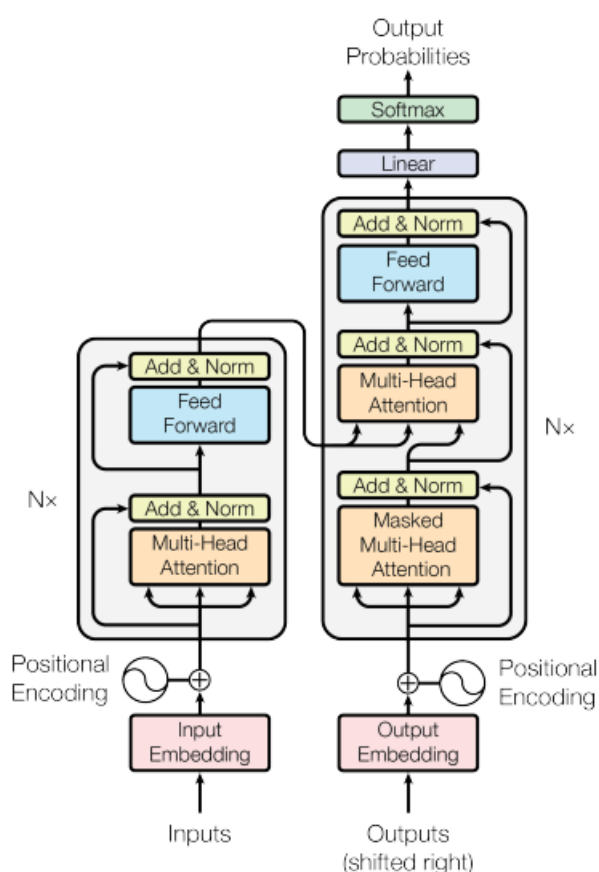 Output
Probabilities
Softmax
Linear
Add & Norm
Feed
Forward
Add & Norm
Multi-Head
Attention
Add & Norm
Masked
Multi-Head
Attention
Nx
Add & Norm
Feed
Forward
Add & Norm
Multi-Head
Attention
Nx
Positional
Encoding
Positional
Encoding
Input
Embedding
Output
Embedding
Inputs
Outputs
(shifted right)